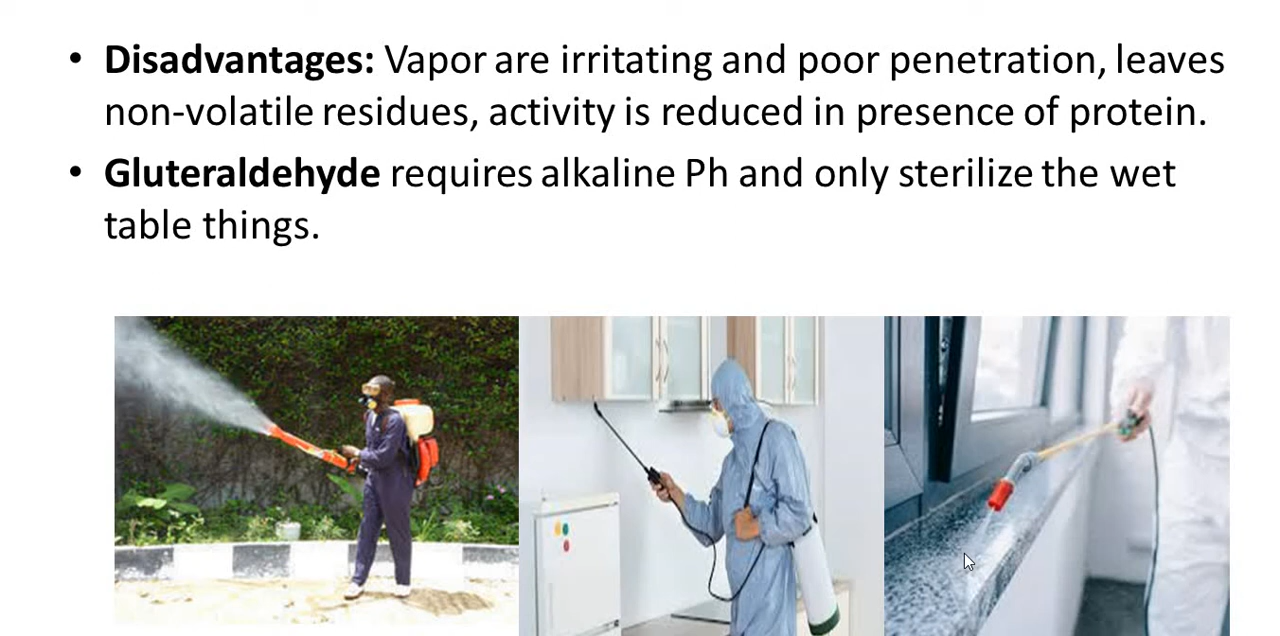 • Disadvantages: Vapor are irritating and poor penetration, leaves
non-volatile residues, activity is reduced in presence of protein.
• Gluteraldehyde requires alkaline Ph and only sterilize the wet
table things.